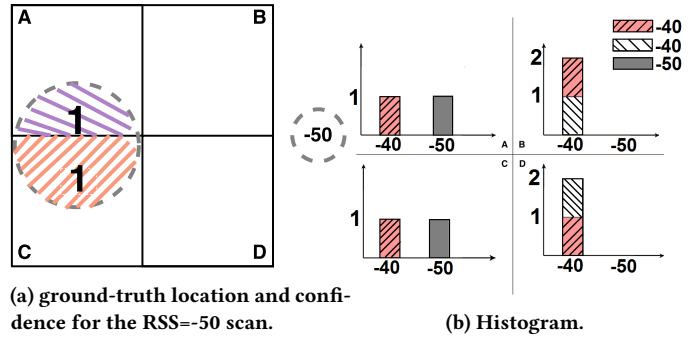 A
B
1
1
C
D
(a) ground-truth location and confi-
dence for the RSS=-50 scan.
-50
1
-40
-50
A
-40
-40
-50
2
1
-40
-50
B
C
1
-40
-50
D
2
1
-40
-50
(b) Histogram.